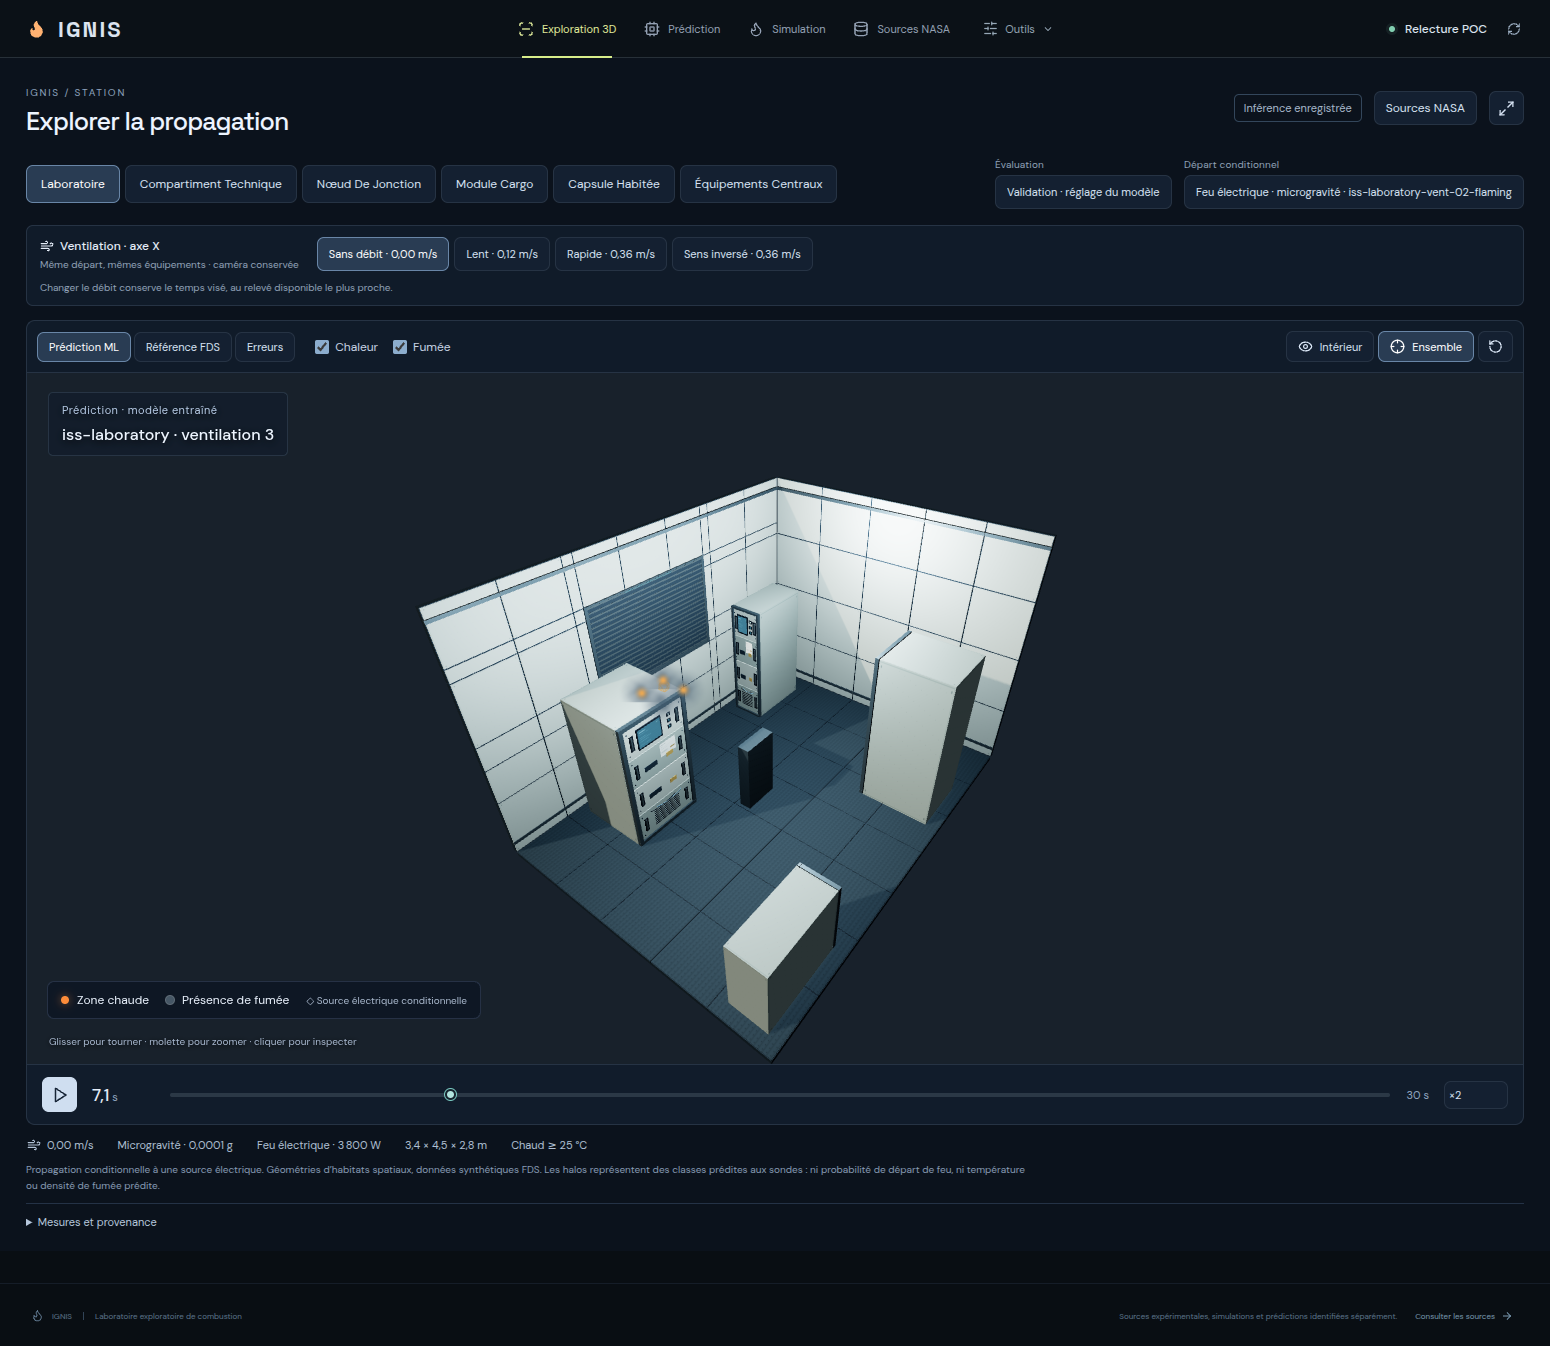 IGNIS
Exploration 3D
Prédiction
Simulation
Sources NASA
Outils
Relecture POC
IGNIS / STATION
Explorer la propagation
Inférence enregistrée
Sources NASA
Laboratoire
Compartiment Technique
Nœud De Jonction
Module Cargo
Capsule Habitée
Équipements Centraux
Évaluation
Validation · réglage du modèle
Départ conditionnel
Feu électrique · microgravité · iss-laboratory-vent-02-flaming
Ventilation · axe X
Même départ, mêmes équipements · caméra conservée
Sans débit · 0,00 m/s
Lent · 0,12 m/s
Rapide · 0,36 m/s
Sens inversé · 0,36 m/s
Changer le débit conserve le temps visé, au relevé disponible le plus proche.
Prédiction ML
Référence FDS
Erreurs
Chaleur
Fumée
Intérieur
Ensemble
Prédiction · modèle entraîné
iss-laboratory · ventilation 3
Zone chaude
Présence de fumée
◇ Source électrique conditionnelle
Glisser pour tourner · molette pour zoomer · cliquer pour inspecter
7,1 s
30 s
×2
0,00 m/s
Microgravité · 0,0001 g
Feu électrique · 3 800 W
3,4 × 4,5 × 2,8 m
Chaud ≥ 25 °C
Propagation conditionnelle à une source électrique. Géométries d'habitats spatiaux, données synthétiques FDS. Les halos représentent des classes prédites aux sondes : ni probabilité de départ de feu, ni température
ou densité de fumée prédite.
▶ Mesures et provenance
IGNIS | Laboratoire exploratoire de combustion
Sources expérimentales, simulations et prédictions identifiées séparément.
Consulter les sources →